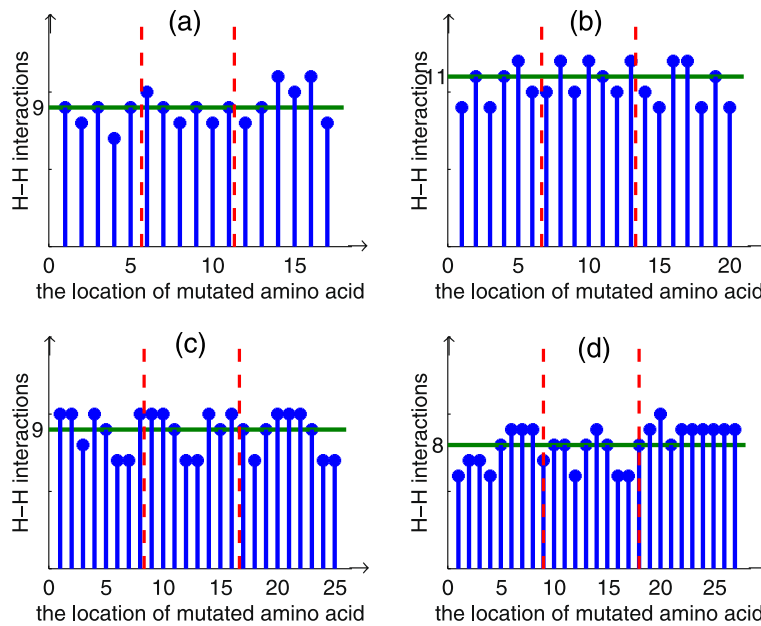 (a)
H−H interactions
9
0 5 10 15
the location of mutated amino acid
(b)
H−H interactions
11
0 5 10 15 20
the location of mutated amino acid
(c)
H−H interactions
9
0 5 10 15 20 25
the location of mutated amino acid
(d)
H−H interactions
8
0 5 10 15 20 25
the location of mutated amino acid